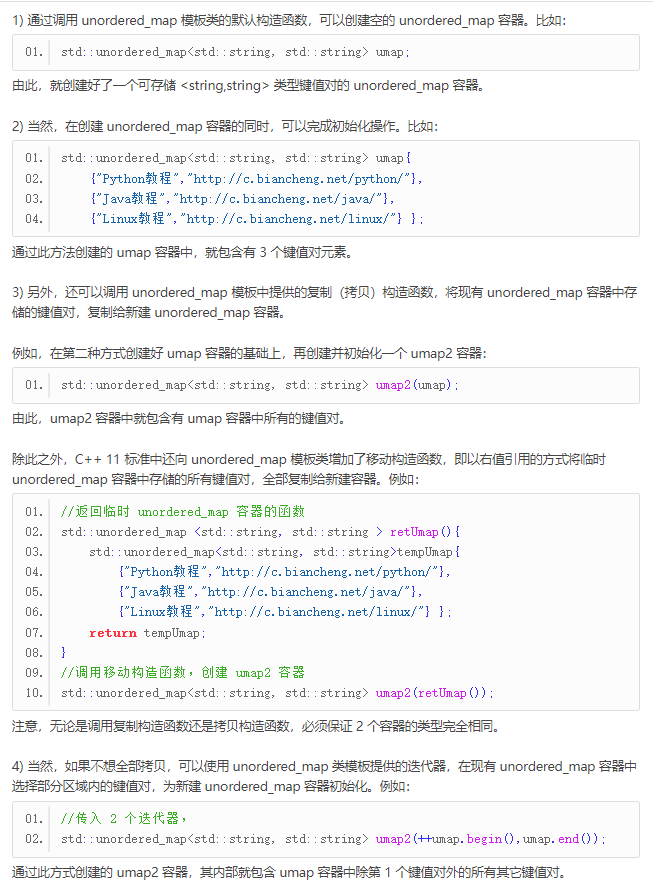 1) 通过调用 unordered_map 模板类的默认构造函数，可以创建空的 unordered_map 容器。比如：
01. std::unordered_map<std::string, std::string> umap;
由此，就创建好了一个可存储 <string,string> 类型键值对的 unordered_map 容器。
2) 当然，在创建 unordered_map 容器的同时，可以完成初始化操作。比如：
01. std::unordered_map<std::string, std::string> umap{
02. {"Python教程","http://c.biancheng.net/python/"},
03. {"Java教程","http://c.biancheng.net/java/"},
04. {"Linux教程","http://c.biancheng.net/linux/"} };
通过此方法创建的 umap 容器中，就包含有 3 个键值对元素。
3) 另外，还可以调用 unordered_map 模板中提供的复制（拷贝）构造函数，将现有 unordered_map 容器中存
储的键值对，复制给新建 unordered_map 容器。
例如，在第二种方式创建好 umap 容器的基础上，再创建并初始化一个 umap2 容器：
01. std::unordered_map<std::string, std::string> umap2(umap);
由此，umap2 容器中就包含有 umap 容器中所有的键值对。
除此之外，C++ 11 标准中还向 unordered_map 模板类增加了移动构造函数，即以右值引用的方式将临时
unordered_map 容器中存储的所有键值对，全部复制给新建容器。例如：
01. //返回临时 unordered_map 容器的函数
02. std::unordered_map <std::string, std::string > retUmap(){
03. std::unordered_map<std::string, std::string>tempUmap{
04. {"Python教程","http://c.biancheng.net/python/"},
05. {"Java教程","http://c.biancheng.net/java/"},
06. {"Linux教程","http://c.biancheng.net/linux/"} };
07. return tempUmap;
08. }
09. //调用移动构造函数，创建 umap2 容器
10. std::unordered_map<std::string, std::string> umap2(retUmap());
注意，无论是调用复制构造函数还是拷贝构造函数，必须保证 2 个容器的类型完全相同。
4) 当然，如果不想全部拷贝，可以使用 unordered_map 类模板提供的迭代器，在现有 unordered_map 容器中
选择部分区域内的键值对，为新建 unordered_map 容器初始化。例如：
01. //传入 2 个迭代器，
02. std::unordered_map<std::string, std::string> umap2(++umap.begin(),umap.end());
通过此方式创建的 umap2 容器，其内部就包含 umap 容器中除第 1 个键值对外的所有其它键值对。